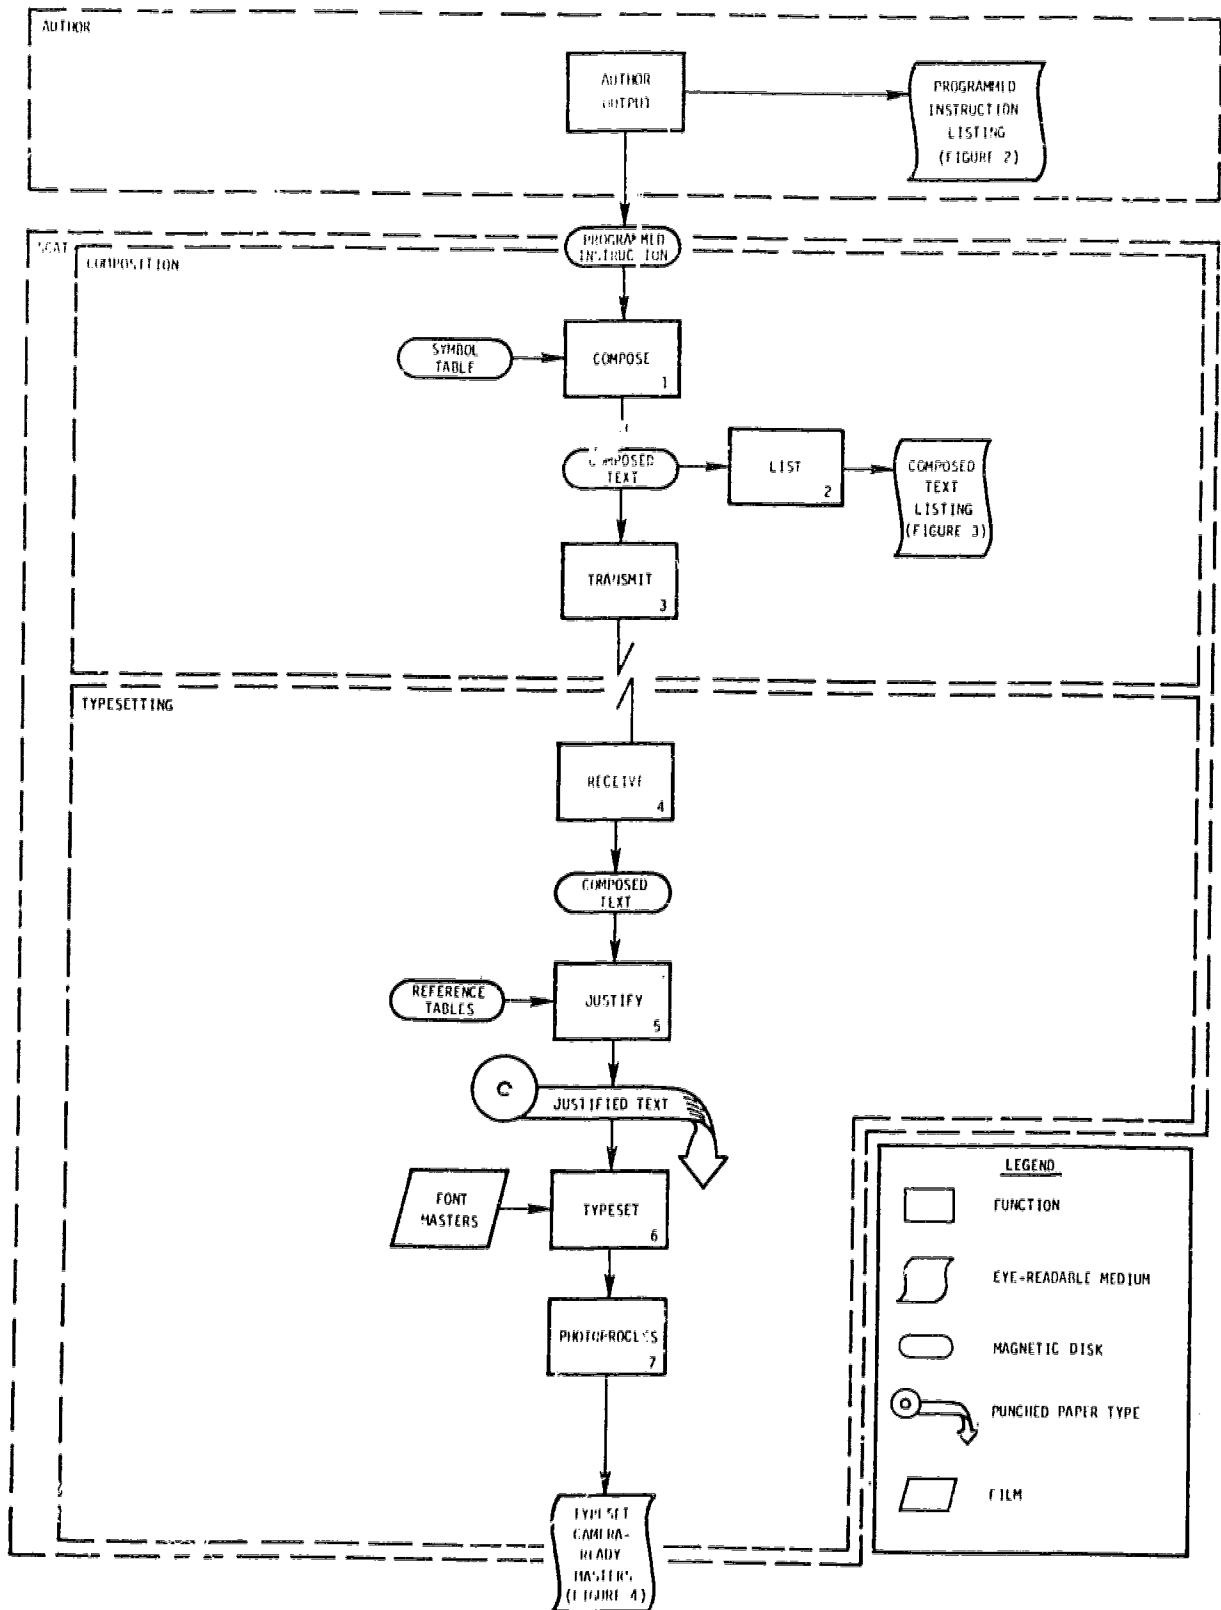 AUTHOR
AUTHOR
OUTPUT
PROGRAMMED
INSTRUCTION
LISTING
(FIGURE 2)
SCAT
COMPOSITION
PROGRAMMED
INSTRUCTION
SYMBOL
TABLE
COMPOSE
1
COMPOSED
TEXT
LIST
2
COMPOSED
TEXT
LISTING
(FIGURE 3)
TRANSMIT
3
TYPESETTING
RECEIVE
4
COMPOSED
TEXT
REFERENCE
TABLES
JUSTIFY
5
JUSTIFIED TEXT
FONT
MASTERS
TYPESET
6
PHOTOPROCESS
7
TYPESET
CAMERA-
READY
MASTERS
(FIGURE 4)
LEGEND
FUNCTION
EYE-READABLE MEDIUM
MAGNETIC DISK
PUNCHED PAPER TYPE
FILM